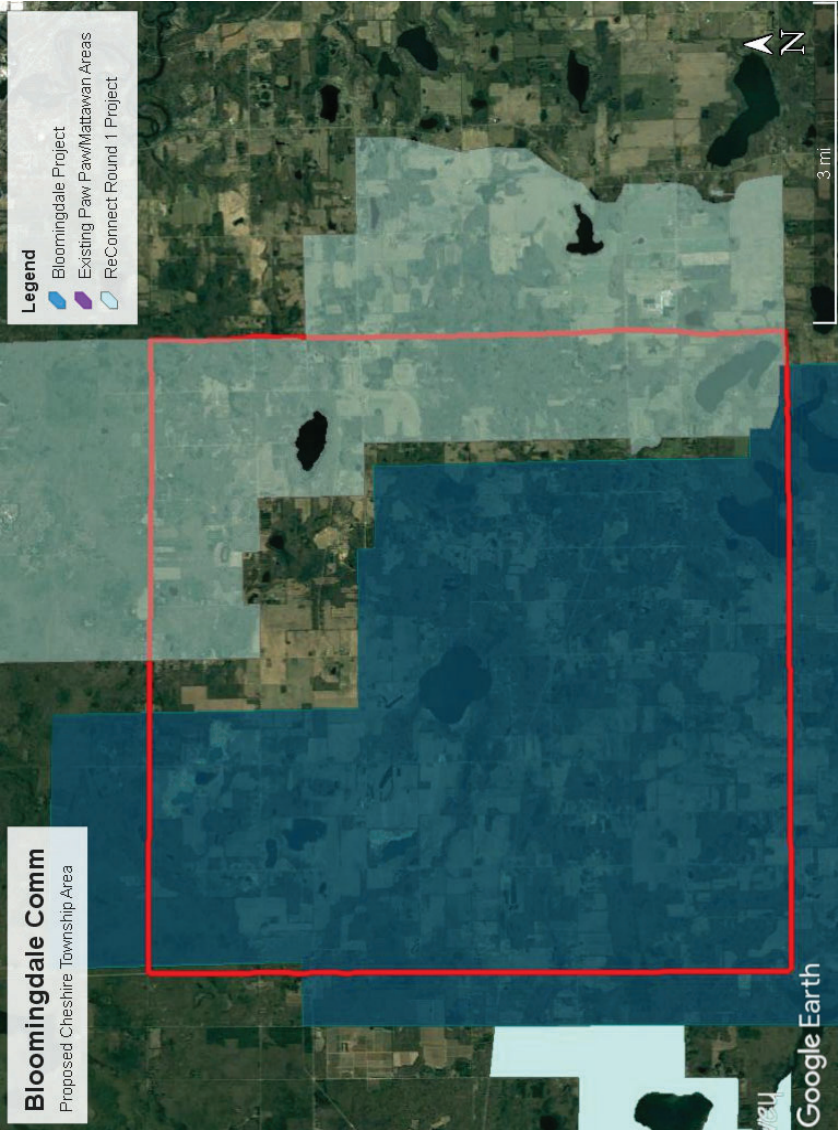 Bloomingdale Comm
Proposed Cheshire Township Area
Legend
Bloomingdale Project
Existing Paw Paw/Mattawan Areas
ReConnect Round 1 Project
N
3 mi
Google Earth